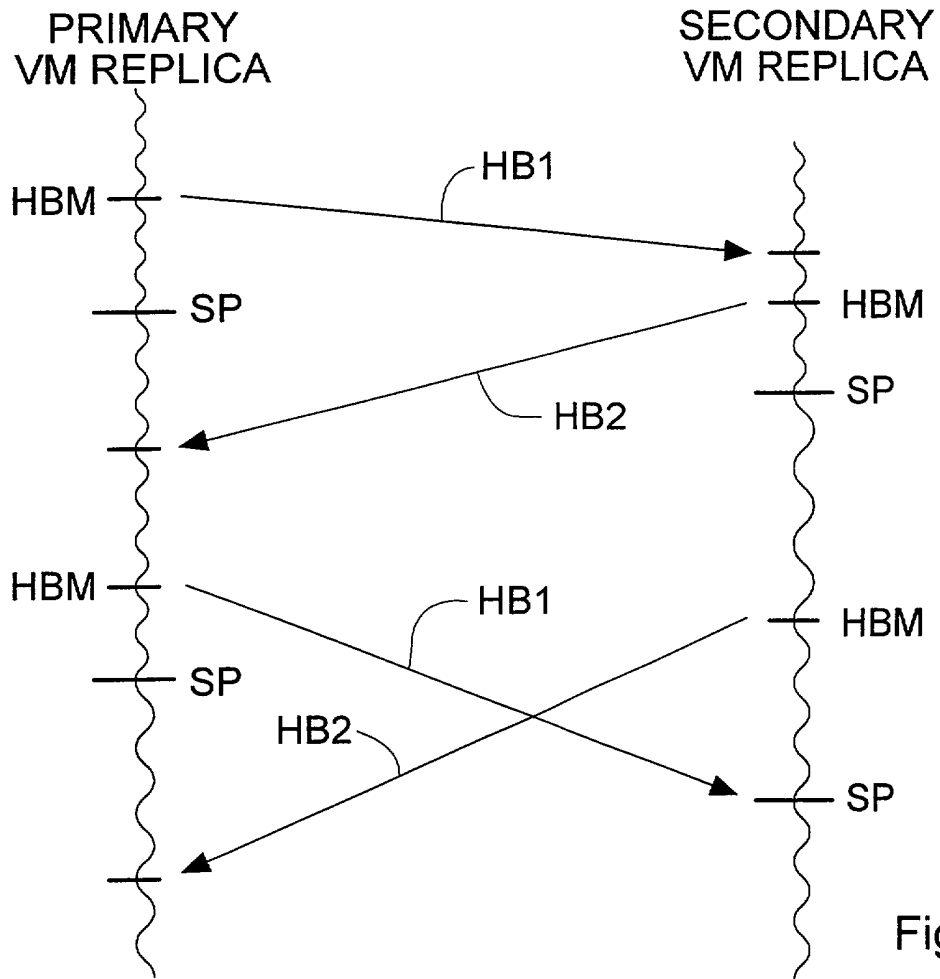 PRIMARY
VM REPLICA
SECONDARY
VM REPLICA
HB1
HBM
SP
HBM
SP
HB2
HBM
HB1
HBM
SP
HB2
SP
Fig